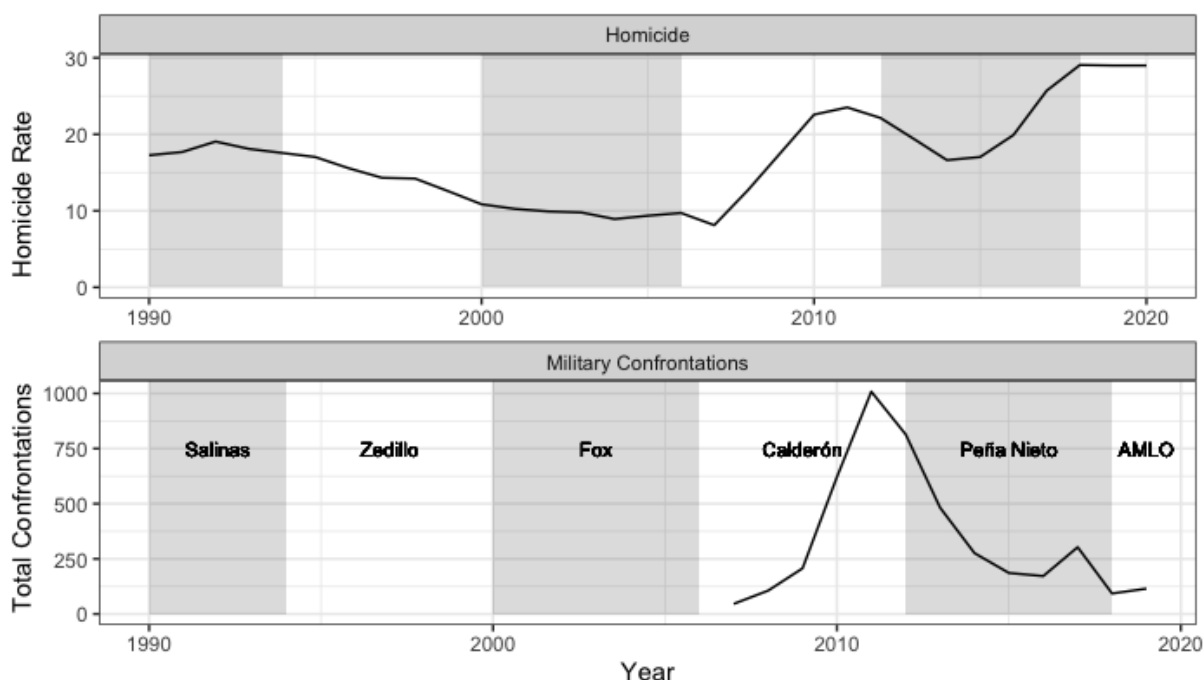 Homicide
30
20
10
0
Homicide Rate
1990 2000 2010 2020
Military Confrontations
1000
750
500
250
0
Total Confrontations
Salinas Zedillo Fox Calderón Peña Nieto AMLO
1990 2000 2010 2020
Year